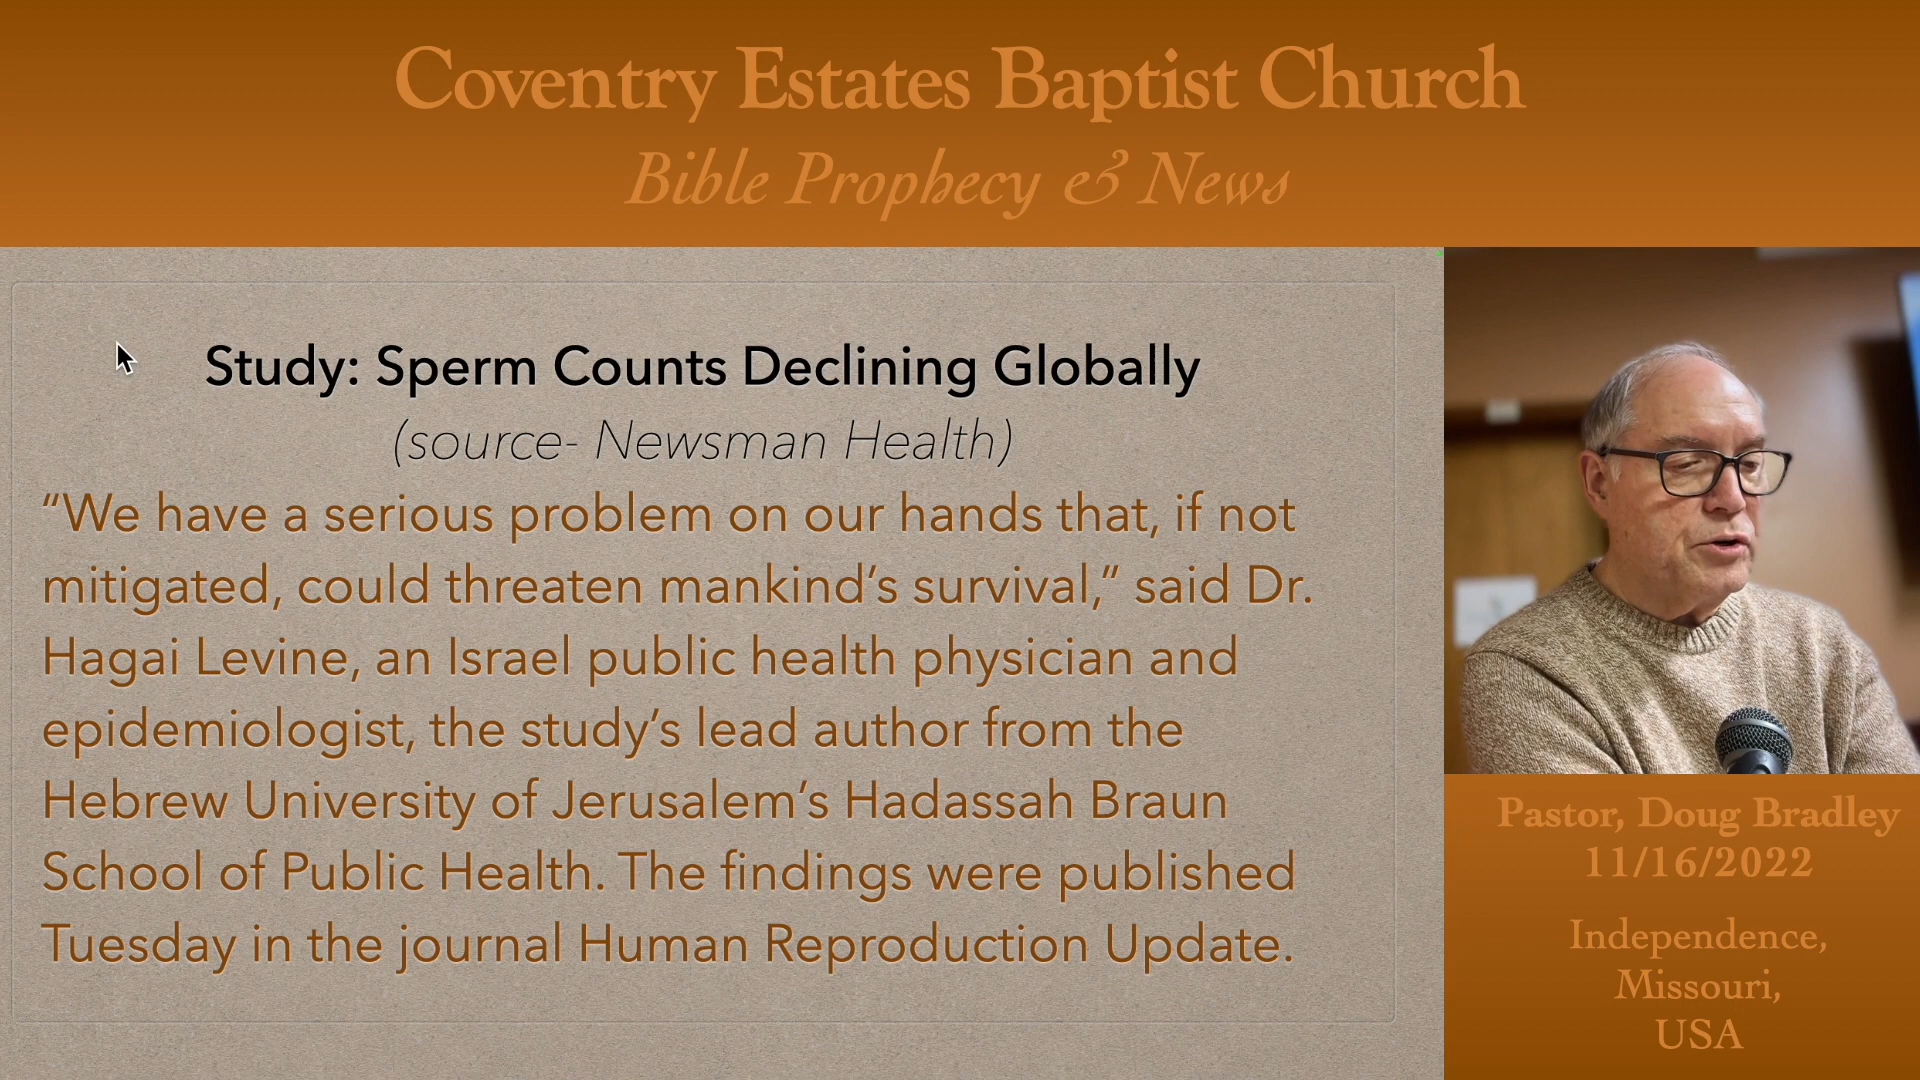 Coventry Estates Baptist Church
Bible Prophecy & News
Study: Sperm Counts Declining Globally
(source- Newsman Health)
“We have a serious problem on our hands that, if not
mitigated, could threaten mankind’s survival,” said Dr.
Hagai Levine, an Israel public health physician and
epidemiologist, the study’s lead author from the
Hebrew University of Jerusalem’s Hadassah Braun
School of Public Health. The findings were published
Tuesday in the journal Human Reproduction Update.
Pastor, Doug Bradley
11/16/2022
Independence,
Missouri,
USA